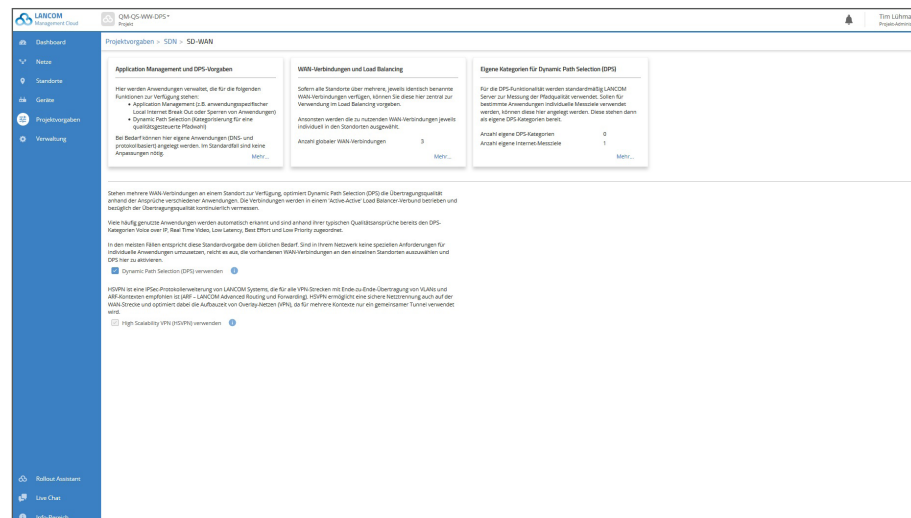 LANCOM
Management Cloud
QM-QS-WW-DPS
Projekt
Tim Lühma
Projekt-Admini
Dashboard
Netze
Standorte
Geräte
Projektvorgaben
Verwaltung
Projektvorgaben > SDN > SD-WAN
Application Management und DPS-Vorgaben
Hier werden Anwendungen verwaltet, die für die folgenden
Funktionen zur Verfügung stehen:
• Application Management (z.B. anwendungsspezifischer
Local Internet Break Out oder Sperren von Anwendungen)
• Dynamic Path Selection (Kategorisierung für eine
qualitätsgesteuerte Pfadwahl)
Bei Bedarf können hier eigene Anwendungen (DNS- und
protokollbasiert) angelegt werden. Im Standardfall sind keine
Anpassungen nötig.
Mehr...
WAN-Verbindungen und Load Balancing
Sofern alle Standorte über mehrere, jeweils identisch benannte
WAN-Verbindungen verfügen, können Sie diese hier zentral zur
Verwendung im Load Balancing vorgeben.
Ansonsten werden die zu nutzenden WAN-Verbindungen jeweils
individuell in den Standorten ausgewählt.
Anzahl globaler WAN-Verbindungen 3
Mehr...
Eigene Kategorien für Dynamic Path Selection (DPS)
Für die DPS-Funktionalität werden standardmäßig LANCOM
Server zur Messung der Pfadqualität verwendet. Sollen für
bestimmte Anwendungen individuelle Messziele verwendet
werden, können diese hier angelegt werden. Diese stehen dann
als eigene DPS-Kategorien bereit.
Anzahl eigene DPS-Kategorien 0
Anzahl eigene Internet-Messziele 1
Mehr...
Stehen mehrere WAN-Verbindungen an einem Standort zur Verfügung, optimiert Dynamic Path Selection (DPS) die Übertragungsqualität
anhand der Ansprüche verschiedener Anwendungen. Die Verbindungen werden in einem 'Active-Active' Load Balancer-Verbund betrieben und
bezüglich der Übertragungsqualität kontinuierlich vermessen.
Viele häufig genutzte Anwendungen werden automatisch erkannt und sind anhand ihrer typischen Qualitätsansprüche bereits den DPS-
Kategorien Voice over IP, Real Time Video, Low Latency, Best Effort und Low Priority zugeordnet.
In den meisten Fällen entspricht diese Standardvorgabe dem üblichen Bedarf. Sind in Ihrem Netzwerk keine speziellen Anforderungen für
individuelle Anwendungen umzusetzen, reicht es aus, die vorhandenen WAN-Verbindungen an den einzelnen Standorten auszuwählen und
DPS hier zu aktivieren.
Dynamic Path Selection (DPS) verwenden
HSVPN ist eine IPSec-Protokollerweiterung von LANCOM Systems, die für alle VPN-Strecken mit Ende-zu-Ende-Übertragung von VLANs und
ARF-Kontexten empfohlen ist (ARF – LANCOM Advanced Routing und Forwarding). HSVPN ermöglicht eine sichere Netztrennung auch auf der
WAN-Strecke und optimiert dabei die Aufbauzeit von Overlay-Netzen (VPN), da für mehrere Kontexte nur ein gemeinsamer Tunnel verwendet
wird.
High Scalability VPN (HSVPN) verwenden
Rollout Assistant
Live Chat
Info-Bereich